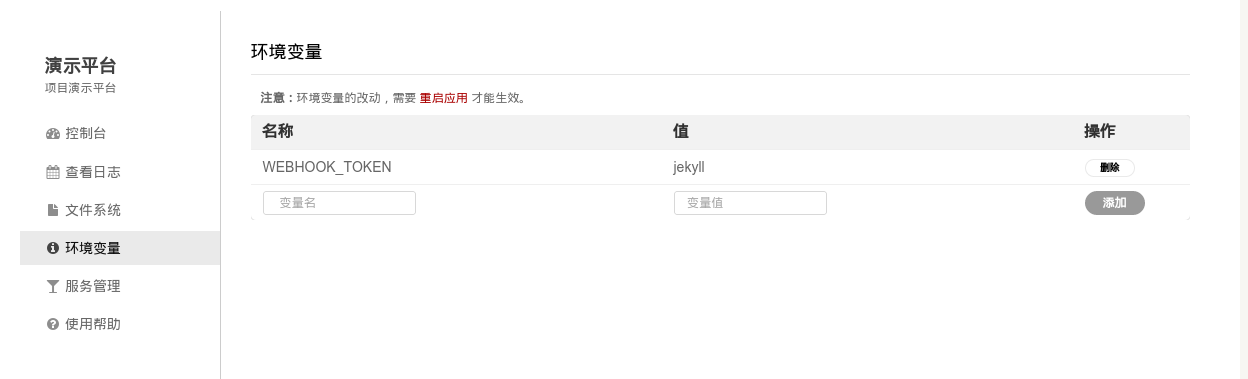 演示平台
项目演示平台
控制台
查看日志
文件系统
环境变量
服务管理
使用帮助
环境变量
注意：环境变量的改动，需要 重启应用 才能生效。
名称 值 操作
WEBHOOK_TOKEN jekyll 删除
变量名 变量值 添加